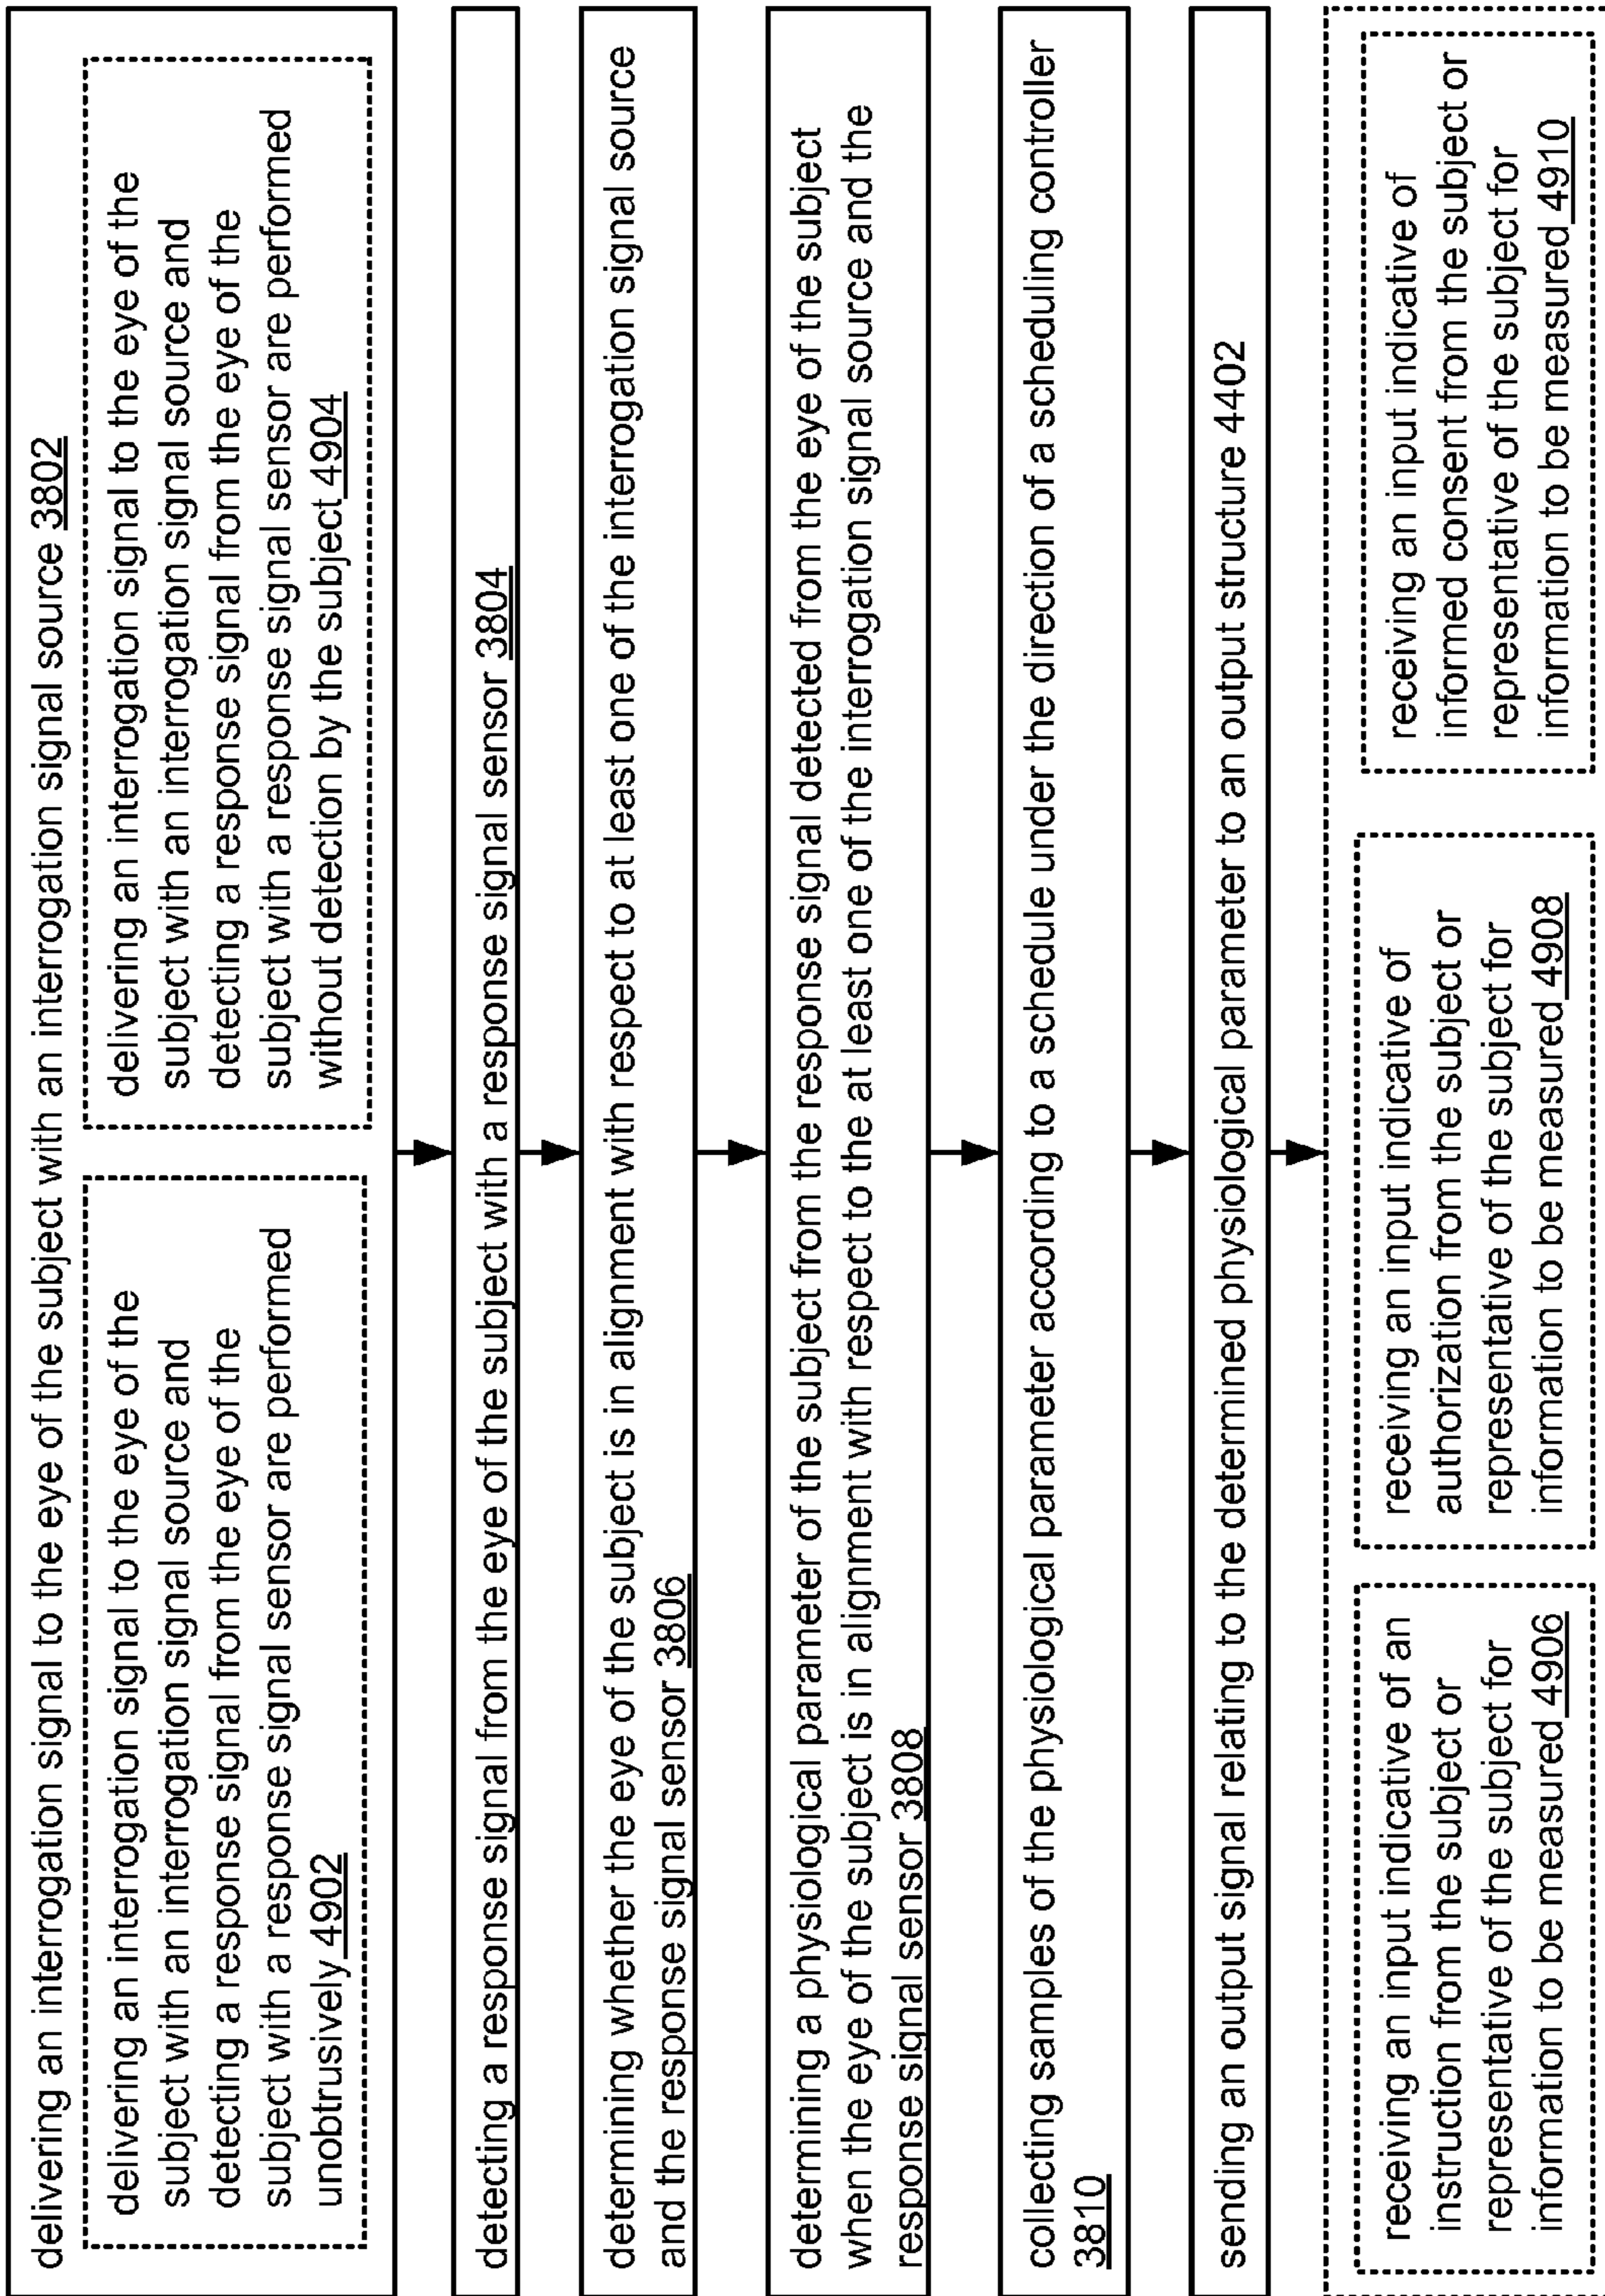 delivering an interrogation signal to the eye of the subject with an interrogation signal source 3802
delivering an interrogation signal to the eye of the
subject with an interrogation signal source and
detecting a response signal from the eye of the
subject with a response signal sensor are performed
unobtrusively 4902
delivering an interrogation signal to the eye of the
subject with an interrogation signal source and
detecting a response signal from the eye of the
subject with a response signal sensor are performed
without detection by the subject 4904
detecting a response signal from the eye of the subject with a response signal sensor 3804
determining whether the eye of the subject is in alignment with respect to at least one of the interrogation signal source
and the response signal sensor 3806
determining a physiological parameter of the subject from the response signal detected from the eye of the subject
when the eye of the subject is in alignment with respect to the at least one of the interrogation signal source and the
response signal sensor 3808
collecting samples of the physiological parameter according to a schedule under the direction of a scheduling controller
3810
sending an output signal relating to the determined physiological parameter to an output structure 4402
receiving an input indicative of an
instruction from the subject or
representative of the subject for
information to be measured 4906
receiving an input indicative of
authorization from the subject or
representative of the subject for
information to be measured 4908
receiving an input indicative of
informed consent from the subject or
representative of the subject for
information to be measured 4910